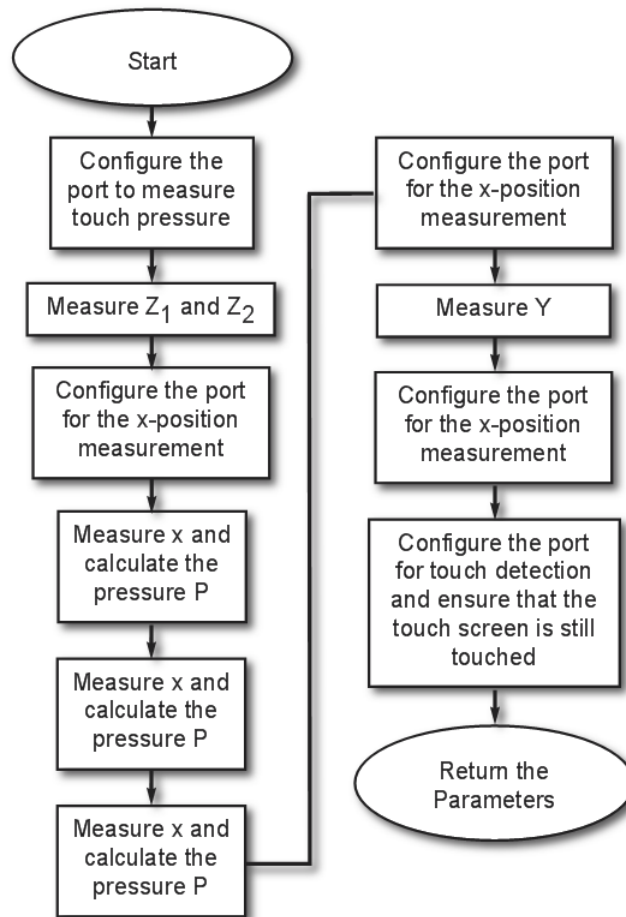 Start
Configure the
port to measure
touch pressure
Measure Z1 and Z2
Configure the port
for the x-position
measurement
Measure x and
calculate the
pressure P
Measure x and
calculate the
pressure P
Measure x and
calculate the
pressure P
Configure the port
for the x-position
measurement
Measure Y
Configure the port
for the x-position
measurement
Configure the port
for touch detection
and ensure that the
touch screen is still
touched
Return the
Parameters